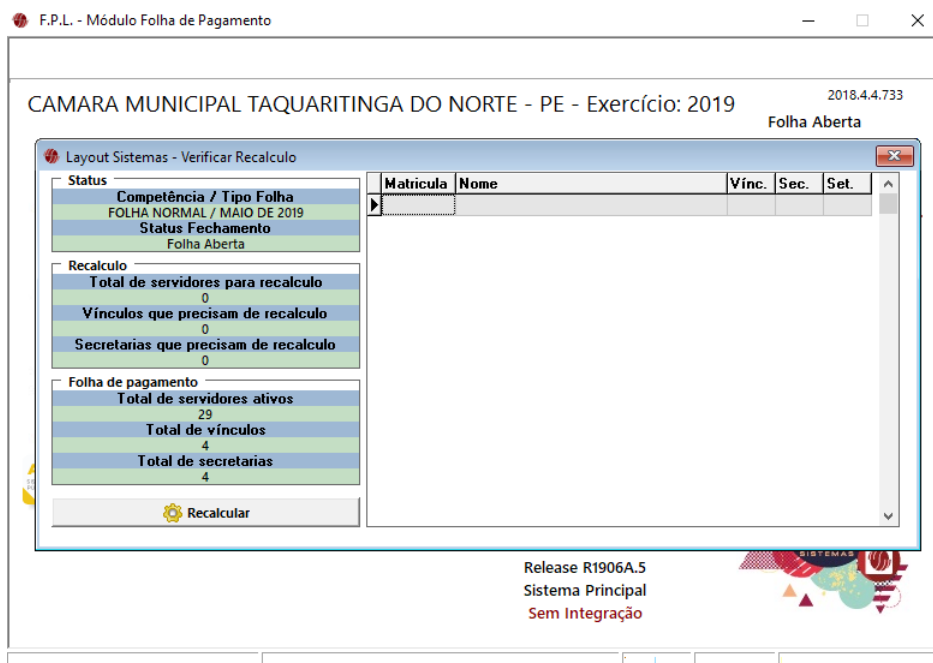 F.P.L. - Módulo Folha de Pagamento
CAMARA MUNICIPAL TAQUARITINGA DO NORTE - PE - Exercício: 2019
2018.4.4.733
Folha Aberta
Layout Sistemas - Verificar Recalculo
Status
Competência / Tipo Folha
FOLHA NORMAL / MAIO DE 2019
Status Fechamento
Folha Aberta
Recalculo
Total de servidores para recalculo
0
Vínculos que precisam de recalculo
0
Secretarias que precisam de recalculo
0
Folha de pagamento
Total de servidores ativos
29
Total de vínculos
4
Total de secretarias
4
Recalcular
Matricula Nome Vínc. Sec. Set.
SISTEMAS
Release R1906A.5
Sistema Principal
Sem Integração